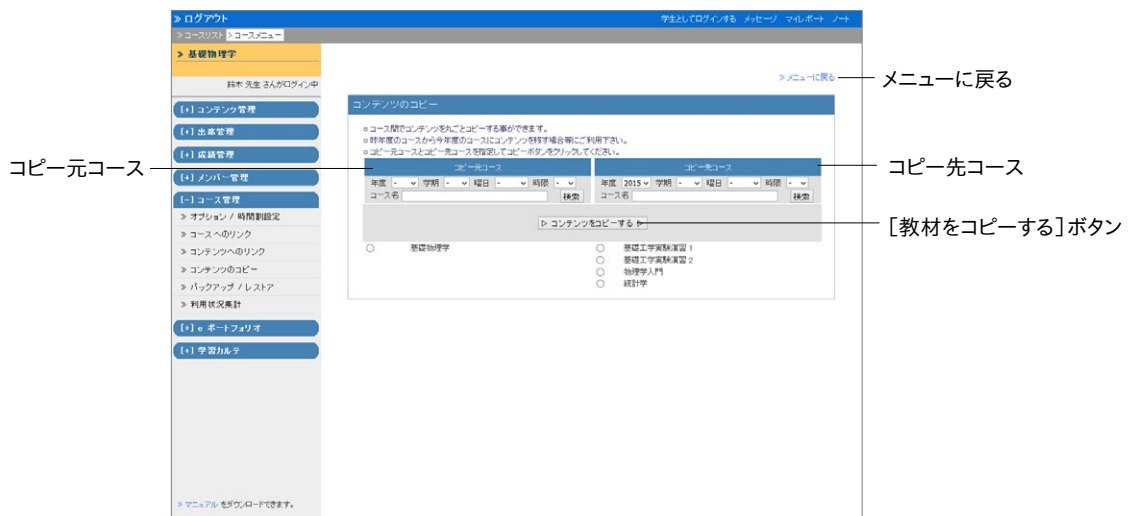 » ログアウト 学生としてログインする メッセージ マイレポート ノート
» コースリスト > コースメニュー
» 基礎物理学
鈴木 先生 さんがログイン中
» メニューに戻る
メニューに戻る
[+] コンテンツ管理
[+] 出席管理
[+] 成績管理
[+] メンバー管理
[-] コース管理
» オプション / 時間割設定
» コースへのリンク
» コンテンツへのリンク
» コンテンツのコピー
» バックアップ / レストア
» 利用状況集計
[+] e ポートフォリオ
[+] 学習カルテ
» マニュアル をダウンロードできます。
コンテンツのコピー
コース間でコンテンツを丸ごとコピーする事ができます。
昨年度のコースから今年度のコースにコンテンツを移す場合等にご利用下さい。
コピー元コースとコピー先コースを指定してコピーボタンをクリックしてください。
コピー元コース
コピー元コース コピー先コース
コピー先コース
年度 - 学期 - 曜日 - 時限 - 年度 2015 学期 - 曜日 - 時限 -
コース名 検索 コース名 検索
▷ コンテンツをコピーする
[教材をコピーする]ボタン
基礎物理学 基礎工学実験演習 1
基礎工学実験演習 2
物理学入門
統計学